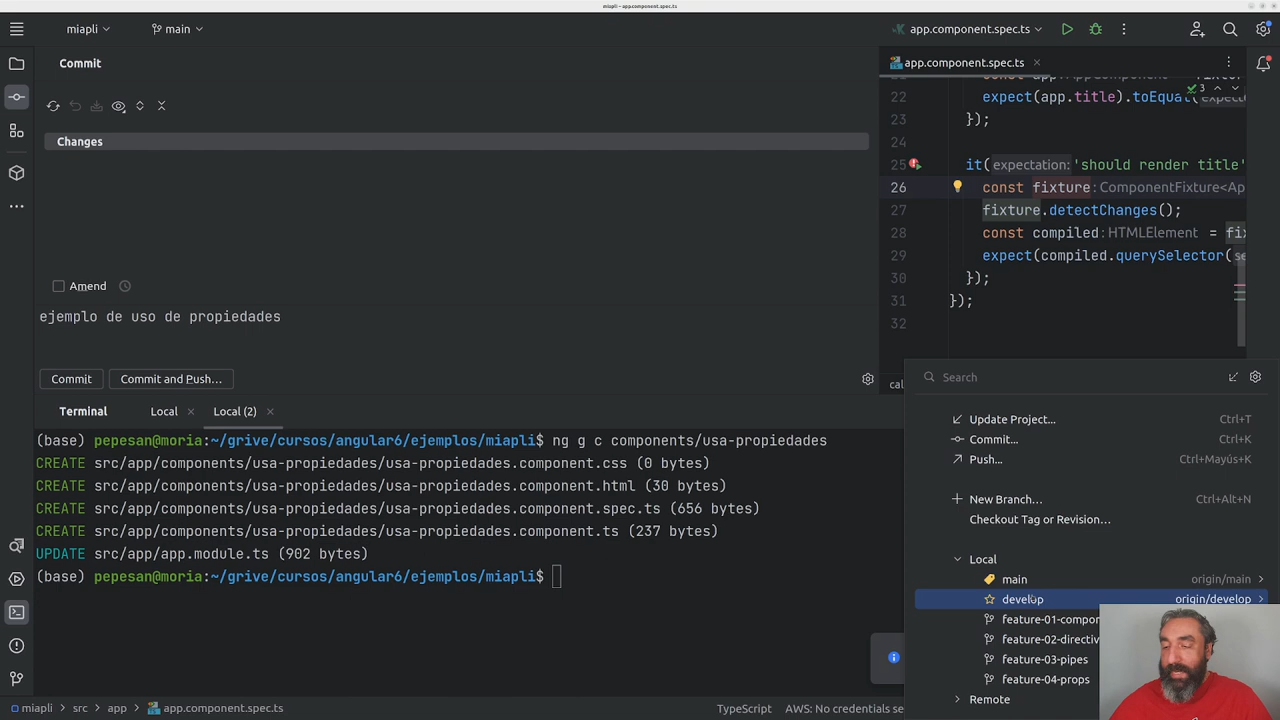 miapli – app.component.spec.ts
miapli
main
app.component.spec.ts
Commit
Changes
Amend
ejemplo de uso de propiedades
Commit
Commit and Push...
app.component.spec.ts
22 expect(app.title).toEqual(
3
23 });
24
25 it( expectation: 'should render title'
26 const fixture : ComponentFixture<Ap
27 fixture.detectChanges();
28 const compiled : HTMLElement = fix
29 expect(compiled.querySelector(
30 });
31 });
32
Terminal
Local
Local (2)
(base) pepesan@moria:~/grive/cursos/angular6/ejemplos/miapli$ ng g c components/usa-propiedades
CREATE src/app/components/usa-propiedades/usa-propiedades.component.css (0 bytes)
CREATE src/app/components/usa-propiedades/usa-propiedades.component.html (30 bytes)
CREATE src/app/components/usa-propiedades/usa-propiedades.component.spec.ts (656 bytes)
CREATE src/app/components/usa-propiedades/usa-propiedades.component.ts (237 bytes)
UPDATE src/app/app.module.ts (902 bytes)
(base) pepesan@moria:~/grive/cursos/angular6/ejemplos/miapli$
Search
Update Project... Ctrl+T
Commit... Ctrl+K
Push... Ctrl+Mayús+K
New Branch... Ctrl+Alt+N
Checkout Tag or Revision...
Local
main origin/main
develop origin/develop
feature-01-compon
feature-02-directiv
feature-03-pipes
feature-04-props
Remote
miapli
src
app
app.component.spec.ts
TypeScript
AWS: No credentials se